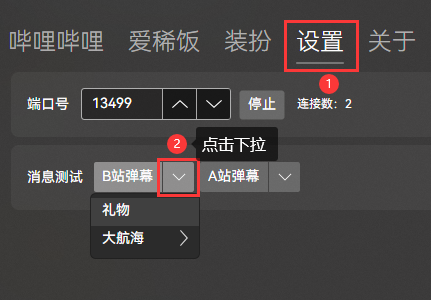 哔哩哔哩 爱稀饭 装扮 设置 关于
1
端口号 13499 停止 连接数：2
2 点击下拉
消息测试 B站弹幕 A站弹幕
礼物
大航海